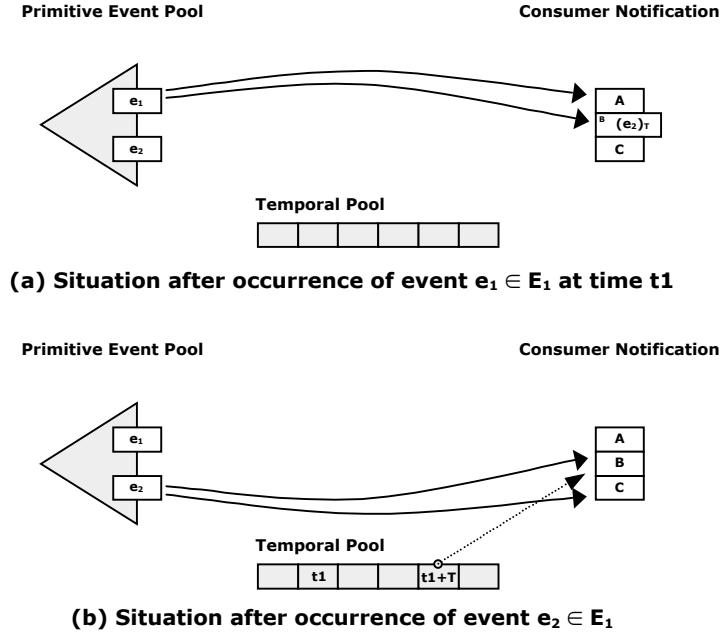 Primitive Event Pool Consumer Notification
e₁ A
B (e₂)T
e₂ C
Temporal Pool
(a) Situation after occurrence of event e₁ ∈ E₁ at time t1
Primitive Event Pool Consumer Notification
e₁ A
B
e₂ C
Temporal Pool
t1 t1+T
(b) Situation after occurrence of event e₂ ∈ E₁